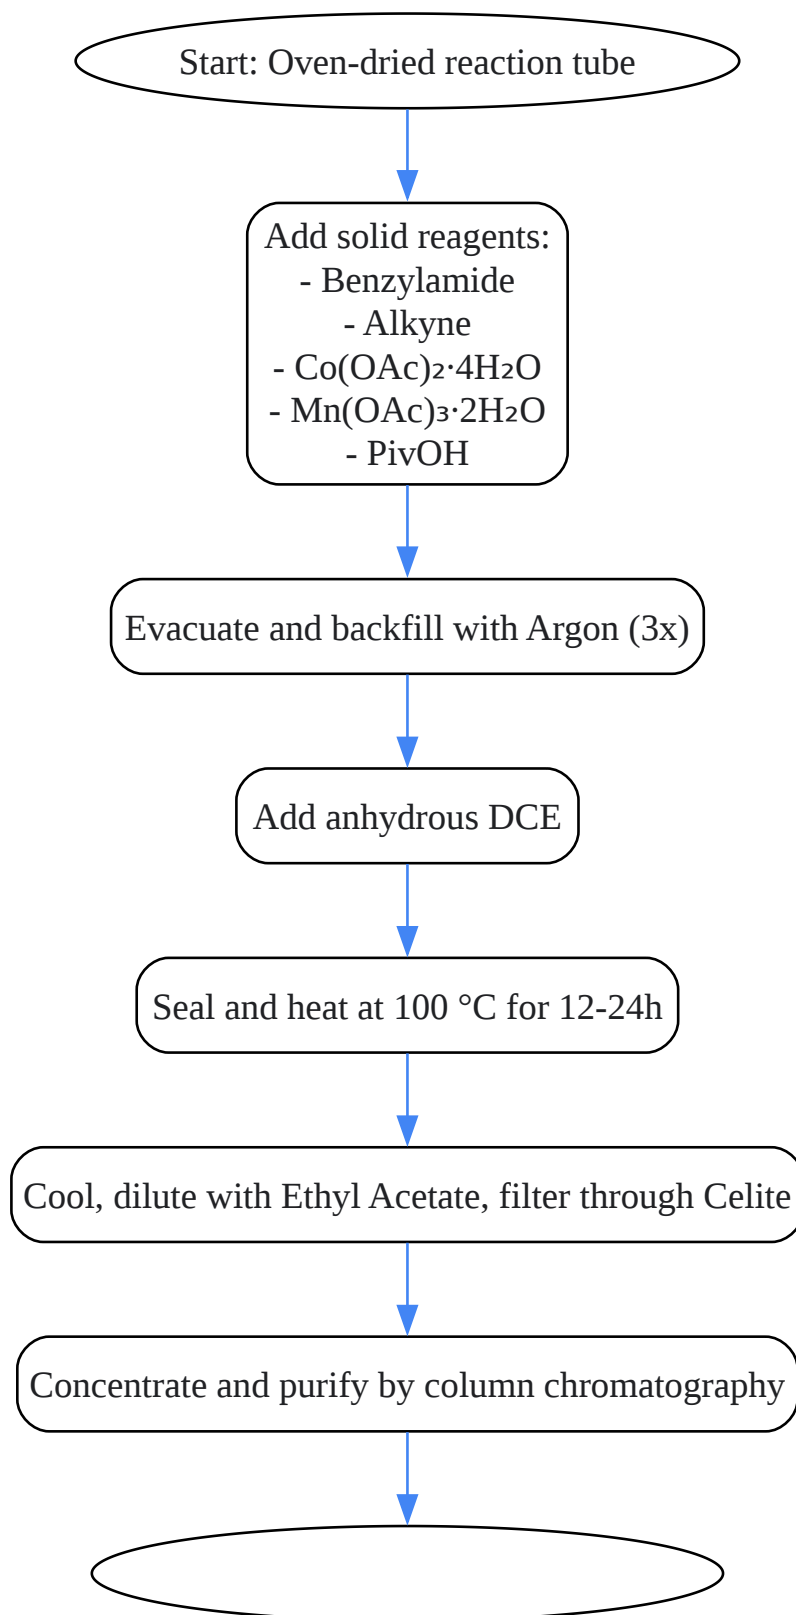 Start: Oven-dried reaction tube
Add solid reagents:
- Benzylamide
- Alkyne
- Co(OAc)₂·4H₂O
- Mn(OAc)₃·2H₂O
- PivOH
Evacuate and backfill with Argon (3x)
Add anhydrous DCE
Seal and heat at 100 °C for 12-24h
Cool, dilute with Ethyl Acetate, filter through Celite
Concentrate and purify by column chromatography